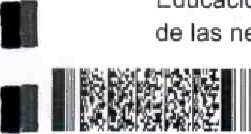 Educació
de las ne